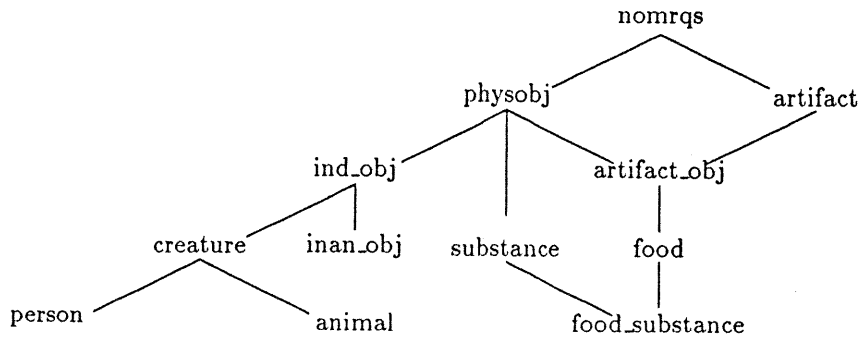 nomrqs
physobj artifact
ind_obj artifact_obj
creature inan_obj substance food
person animal food_substance